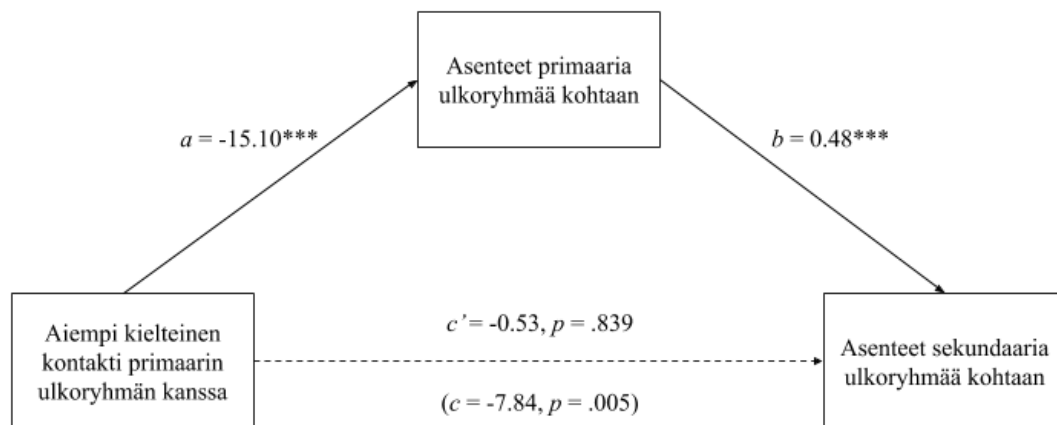 Asenteet primaaria
ulkoryhmää kohtaan
a = -15.10***
b = 0.48***
Aiempi kielteinen
kontakti primaarin
ulkoryhmän kanssa
c’= -0.53, p = .839
(c = -7.84, p = .005)
Asenteet sekundaaria
ulkoryhmää kohtaan